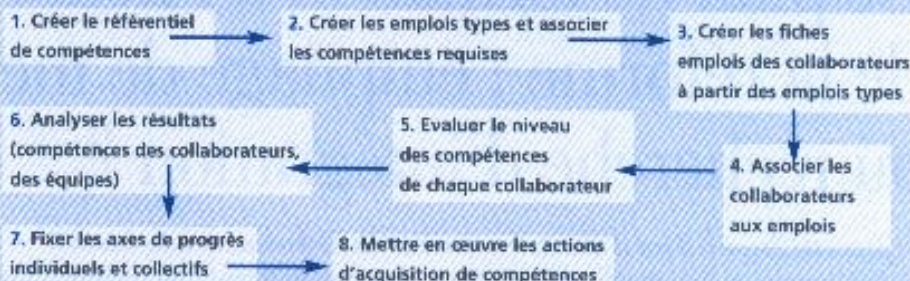 1. Créer le référentiel
de compétences
2. Créer les emplois types et associer
les compétences requises
3. Créer les fiches
emplois des collaborateurs
à partir des emplois types
4. Associer les
collaborateurs
aux emplois
5. Evaluer le niveau
des compétences
de chaque collaborateur
6. Analyser les résultats
(compétences des collaborateurs,
des équipes)
7. Fixer les axes de progrès
individuels et collectifs
8. Mettre en œuvre les actions
d'acquisition de compétences